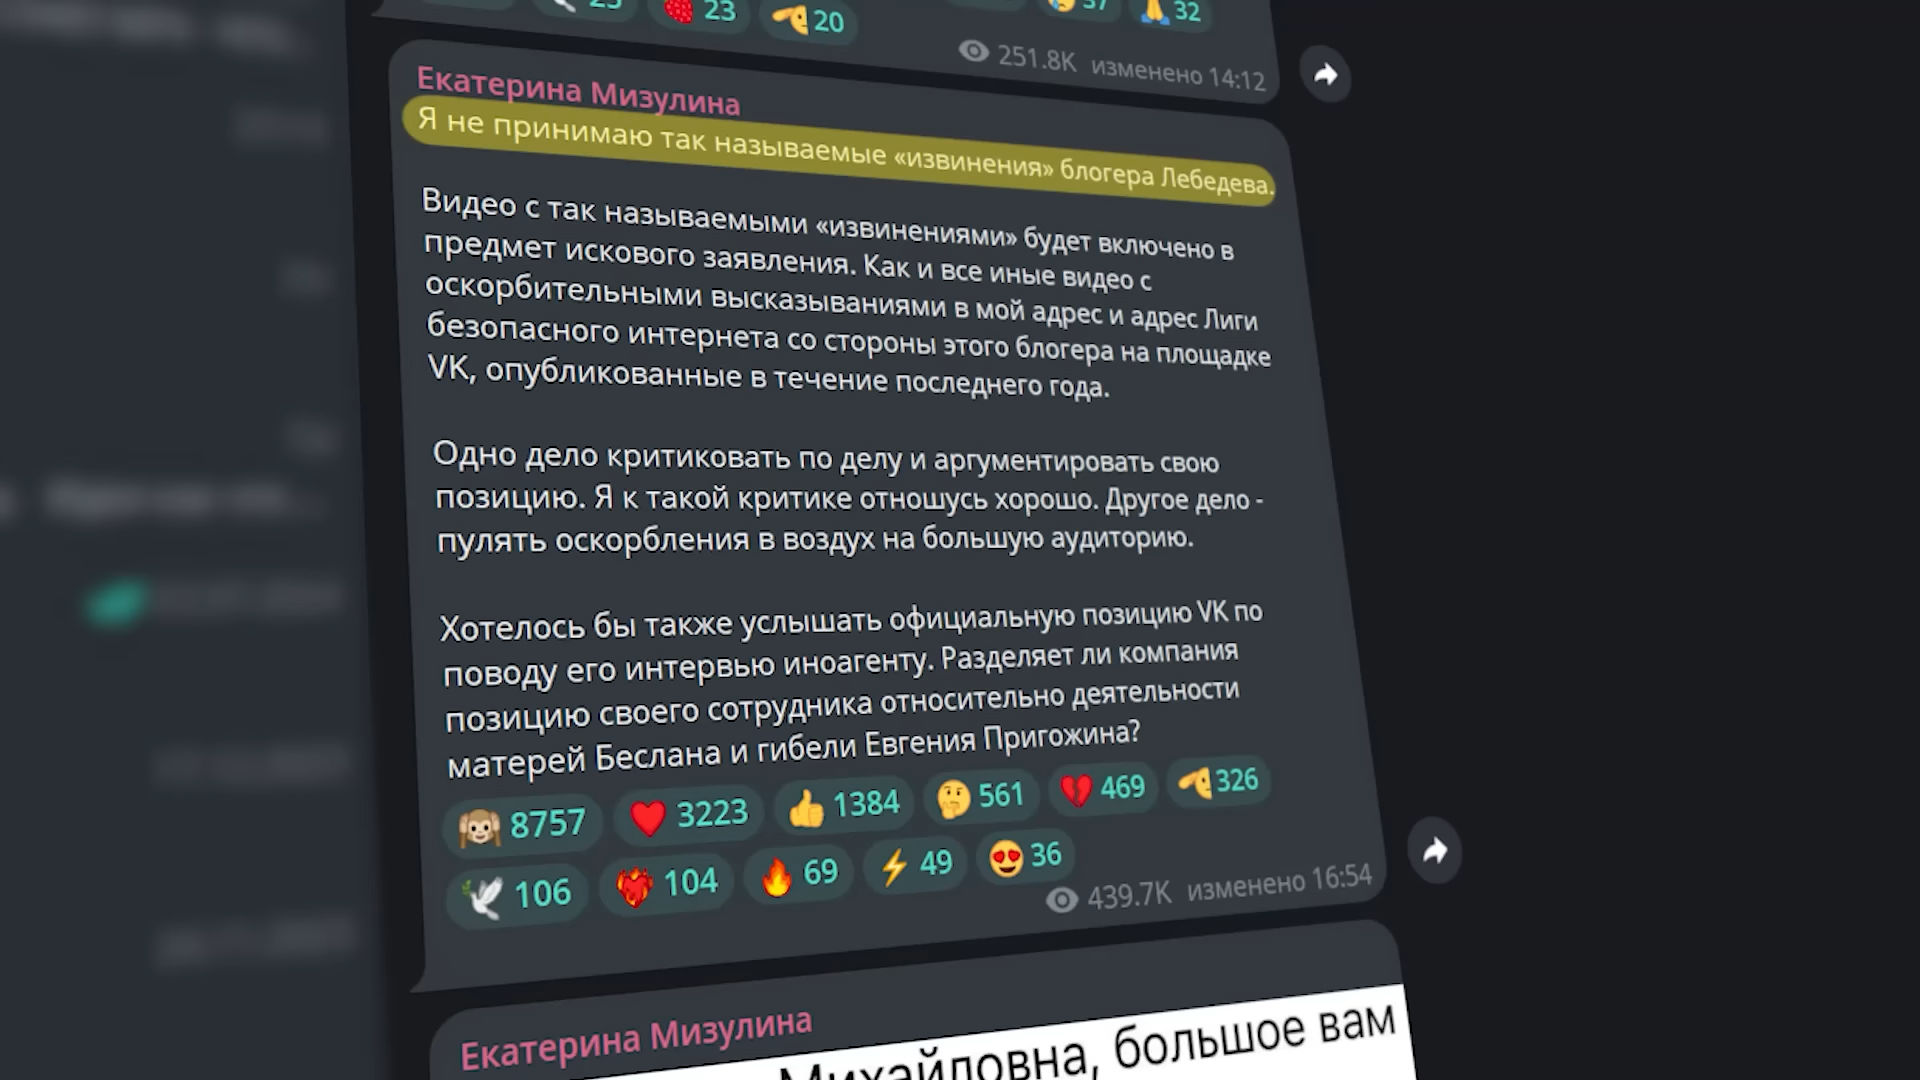 25 23 20 37 32
251.8K изменено 14:12
Екатерина Мизулина
Я не принимаю так называемые «извинения» блогера Лебедева.
Видео с так называемыми «извинениями» будет включено в
предмет искового заявления. Как и все иные видео с
оскорбительными высказываниями в мой адрес и адрес Лиги
безопасного интернета со стороны этого блогера на площадке
VK, опубликованные в течение последнего года.
Одно дело критиковать по делу и аргументировать свою
позицию. Я к такой критике отношусь хорошо. Другое дело -
пулять оскорбления в воздух на большую аудиторию.
Хотелось бы также услышать официальную позицию VK по
поводу его интервью иноагенту. Разделяет ли компания
позицию своего сотрудника относительно деятельности
матерей Беслана и гибели Евгения Пригожина?
8757 3223 1384 561 469 326
106 104 69 49 36
439.7K изменено 16:54
Екатерина Мизулина
Михайловна, большое вам